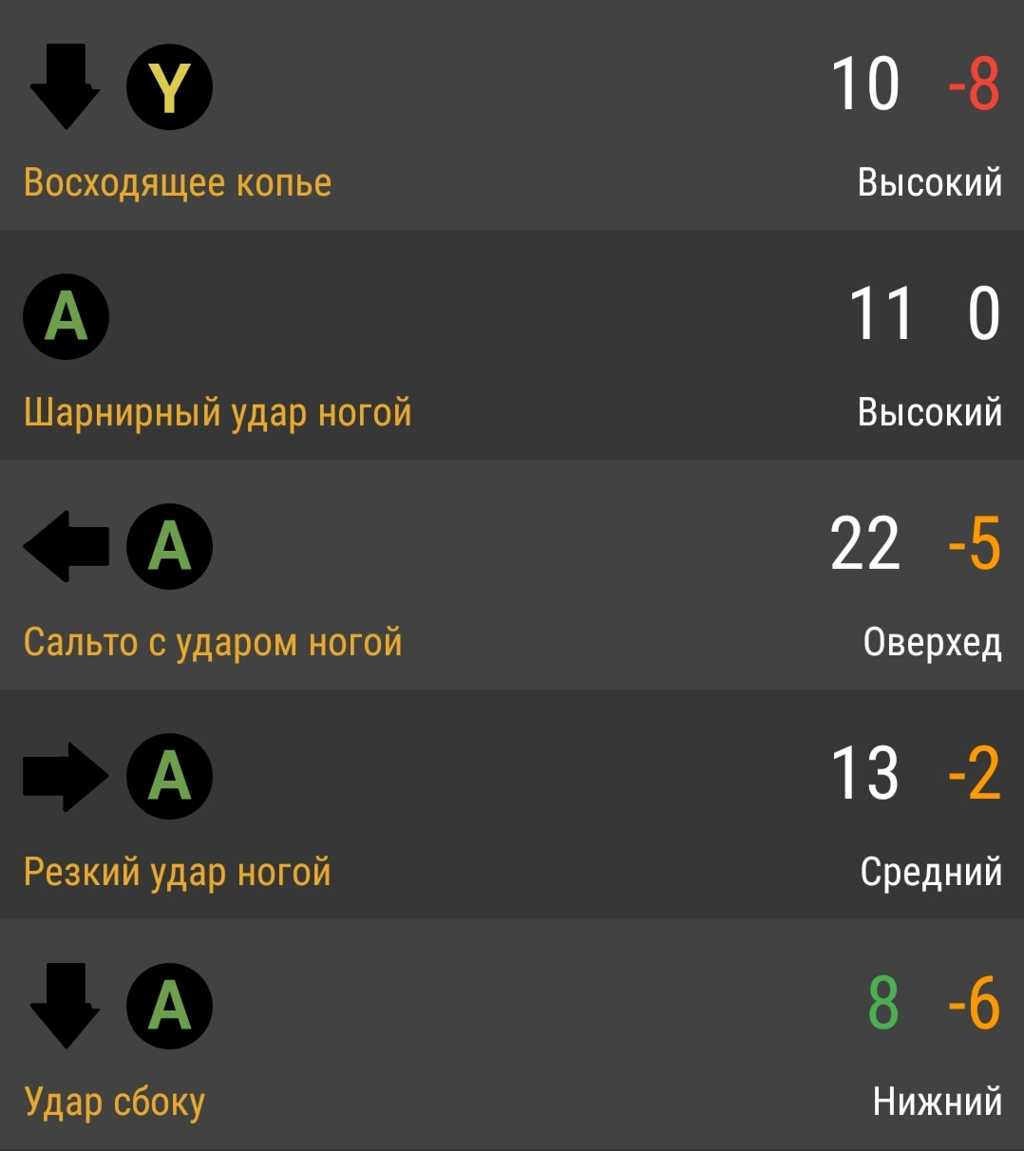 Y 10 -8
Восходящее копье Высокий
A 11 0
Шарнирный удар ногой Высокий
A 22 -5
Сальто с ударом ногой Оверхед
A 13 -2
Резкий удар ногой Средний
A 8 -6
Удар сбоку Нижний